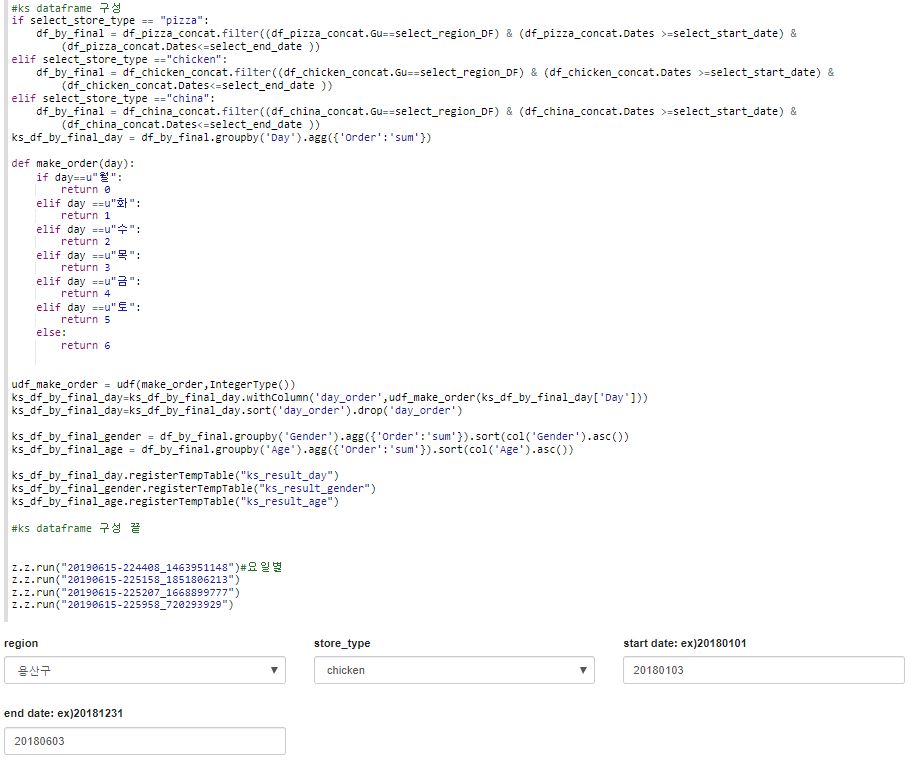 #ks dataframe 구성
if select_store_type == "pizza":
    df_by_final = df_pizza_concat.filter((df_pizza_concat.Gu==select_region_DF) & (df_pizza_concat.Dates >=select_start_date) &
        (df_pizza_concat.Dates<=select_end_date ))
elif select_store_type =="chicken":
    df_by_final = df_chicken_concat.filter((df_chicken_concat.Gu==select_region_DF) & (df_chicken_concat.Dates >=select_start_date) &
        (df_chicken_concat.Dates<=select_end_date ))
elif select_store_type =="china":
    df_by_final = df_china_concat.filter((df_china_concat.Gu==select_region_DF) & (df_china_concat.Dates >=select_start_date) &
        (df_china_concat.Dates<=select_end_date ))
ks_df_by_final_day = df_by_final.groupby('Day').agg({'Order':'sum'})
def make_order(day):
    if day==u"월":
        return 0
    elif day ==u"화":
        return 1
    elif day ==u"수":
        return 2
    elif day ==u"목":
        return 3
    elif day ==u"금":
        return 4
    elif day ==u"토":
        return 5
    else:
        return 6
udf_make_order = udf(make_order,IntegerType())
ks_df_by_final_day=ks_df_by_final_day.withColumn('day_order',udf_make_order(ks_df_by_final_day['Day']))
ks_df_by_final_day=ks_df_by_final_day.sort('day_order').drop('day_order')
ks_df_by_final_gender = df_by_final.groupby('Gender').agg({'Order':'sum'}).sort(col('Gender').asc())
ks_df_by_final_age = df_by_final.groupby('Age').agg({'Order':'sum'}).sort(col('Age').asc())
ks_df_by_final_day.registerTempTable("ks_result_day")
ks_df_by_final_gender.registerTempTable("ks_result_gender")
ks_df_by_final_age.registerTempTable("ks_result_age")
#ks dataframe 구성 끝
z.z.run("20190615-224408_1463951148")#요일별
z.z.run("20190615-225158_1851806213")
z.z.run("20190615-225207_1668899777")
z.z.run("20190615-225958_720293929")
region
store_type
start date: ex)20180101
용산구
chicken
20180103
end date: ex)20181231
20180603